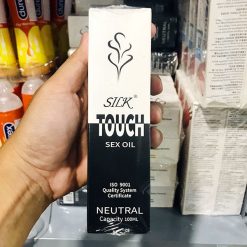 SILK®
TOUCH
SEX OIL
ISO 9001
Quality System
Certificate
NEUTRAL
Capacity 100ML